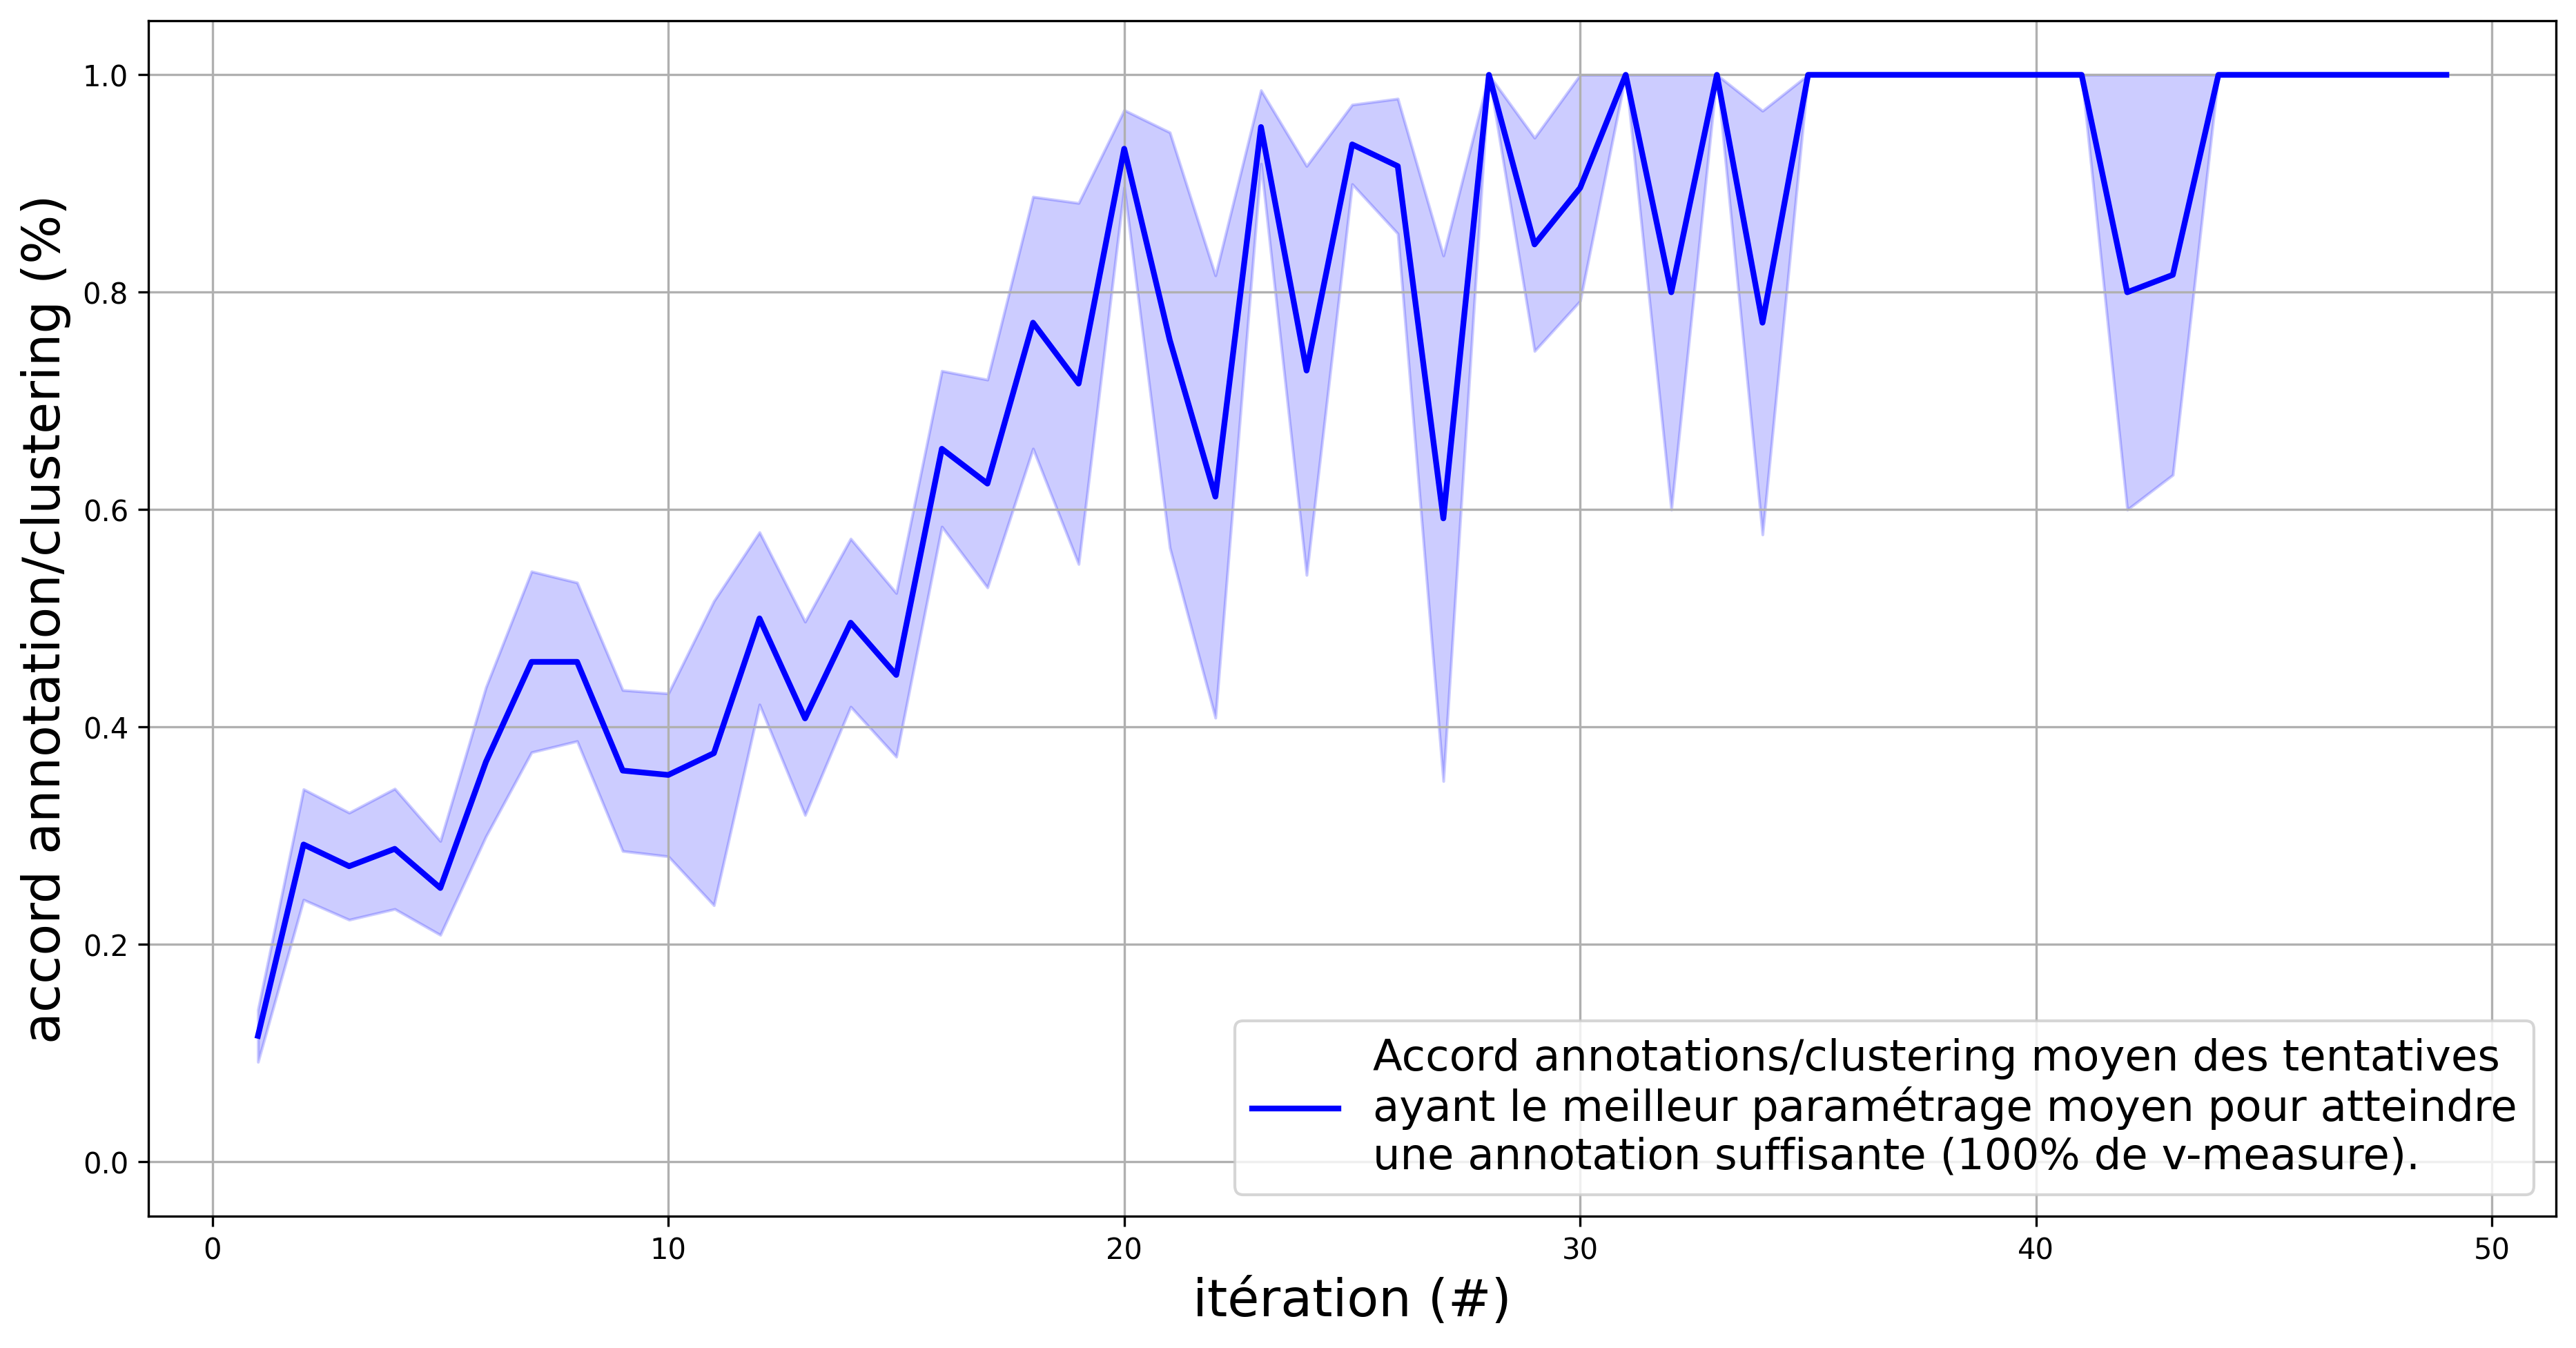 accord annotation/clustering (%)
1.0
0.8
0.6
0.4
0.2
0.0
0
10
20
30
40
50
itération (#)
Accord annotations/clustering moyen des tentatives
ayant le meilleur paramétrage moyen pour atteindre
une annotation suffisante (100% de v-measure).